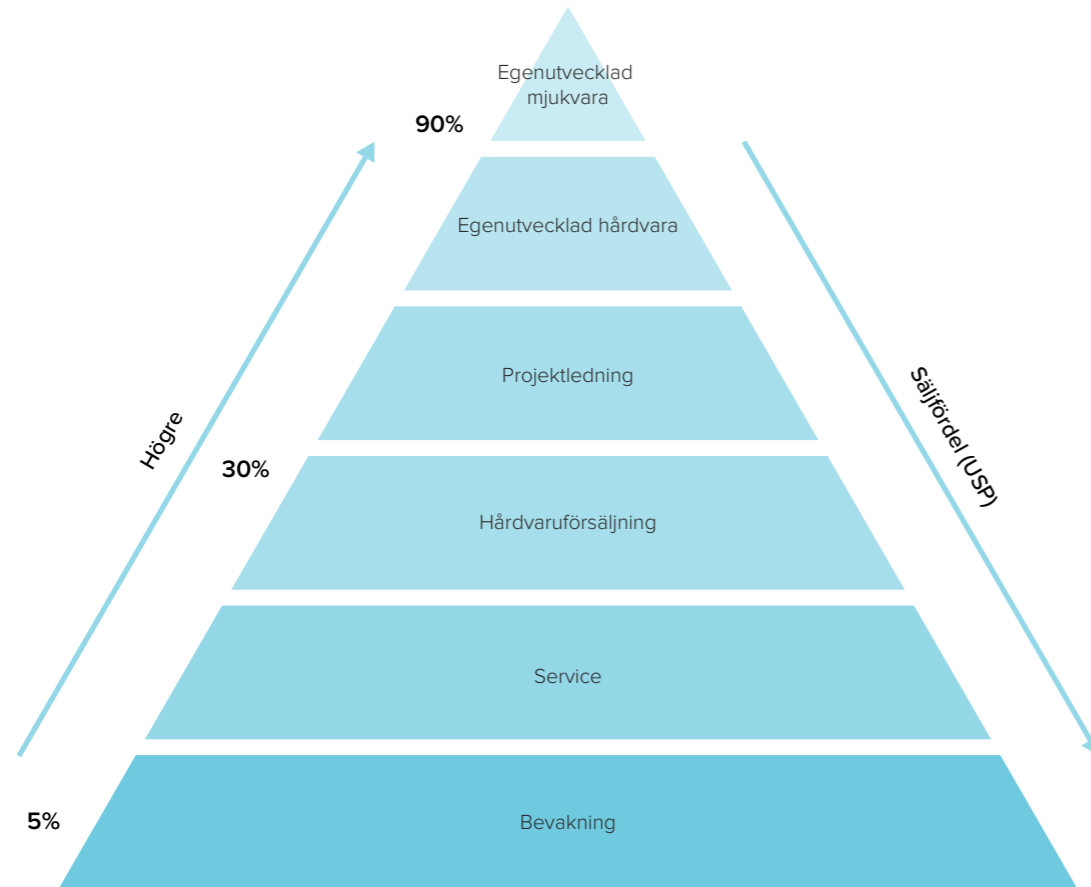 Egenutvecklad
mjukvara
90%
Egenutvecklad hårdvara
Projektledning
Högre
Säljfördel (USP)
30%
Hårdvaruförsäljning
Service
5%
Bevakning